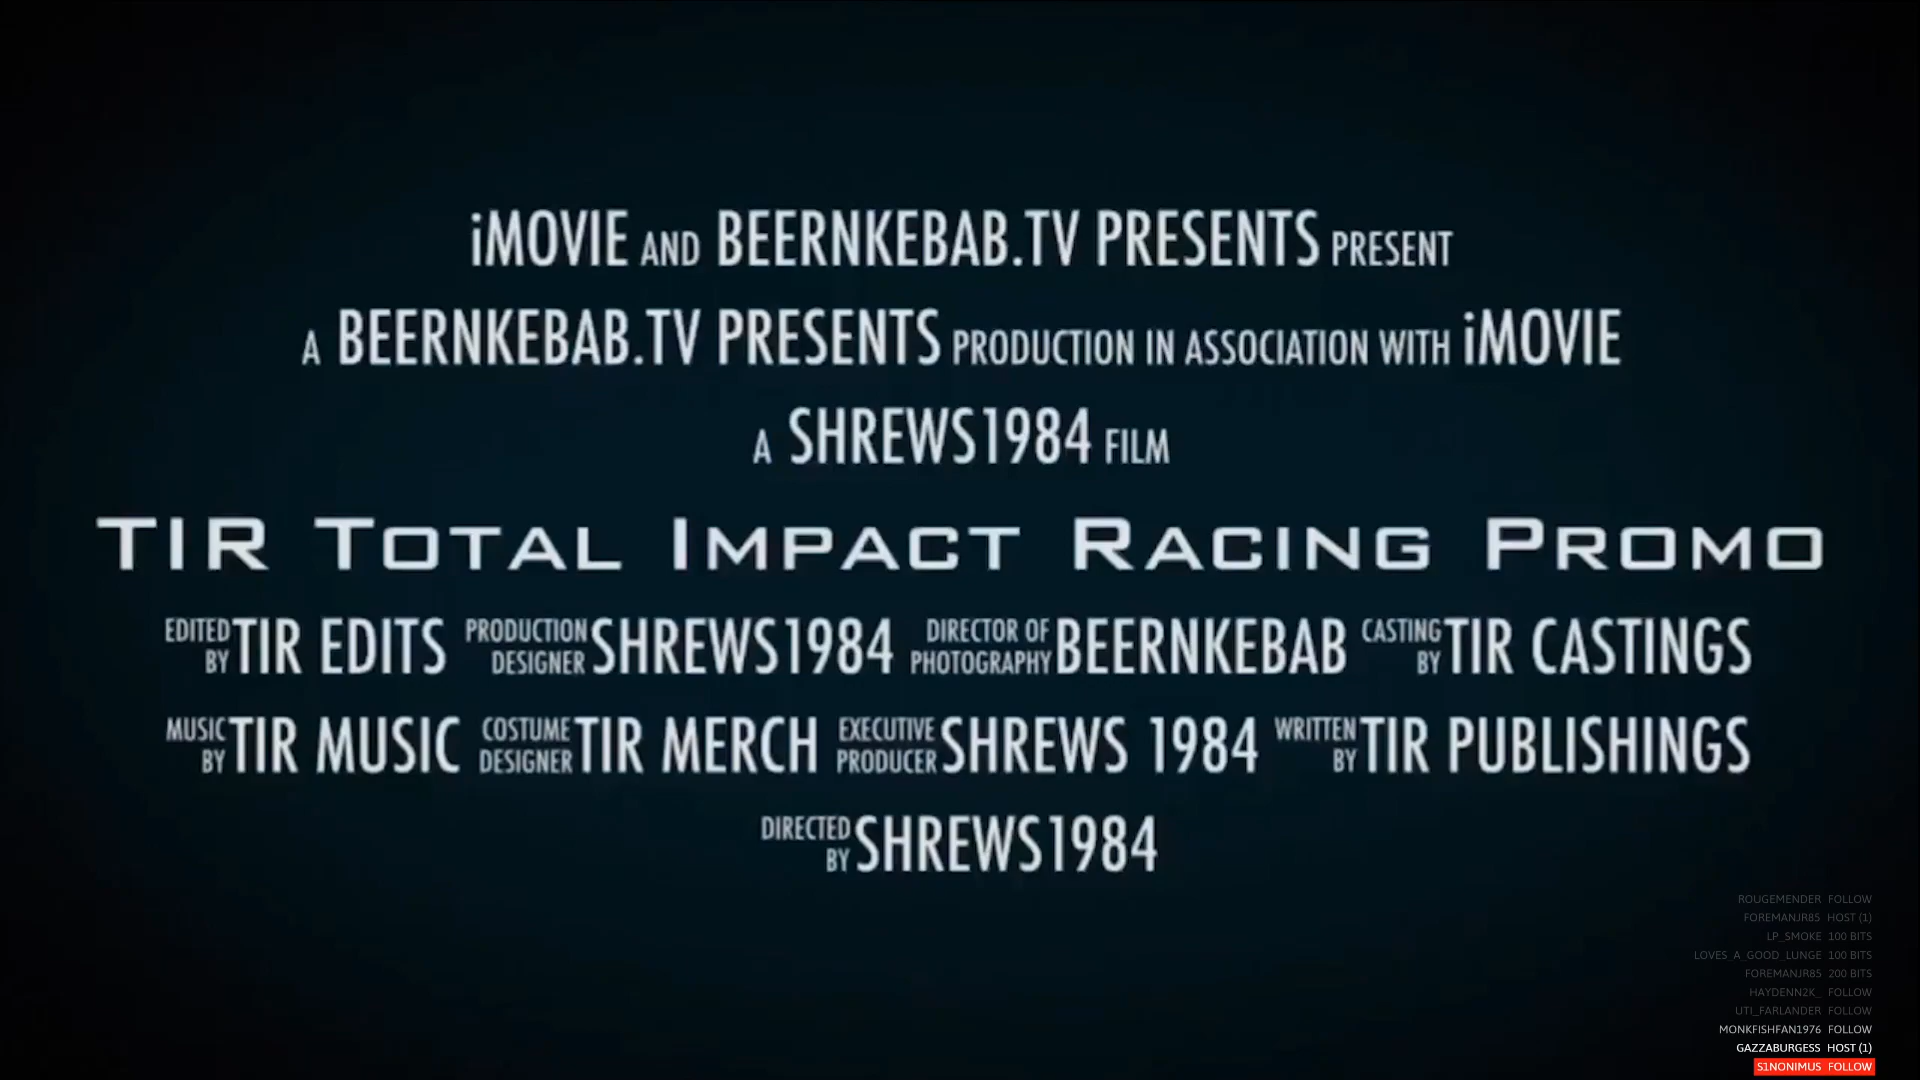 iMOVIE AND BEERNKEBAB.TV PRESENTS PRESENT
A BEERNKEBAB.TV PRESENTS PRODUCTION IN ASSOCIATION WITH iMOVIE
A SHREWS1984 FILM
TIR TOTAL IMPACT RACING PROMO
EDITED BY TIR EDITS PRODUCTION DESIGNER SHREWS1984 DIRECTOR OF PHOTOGRAPHY BEERNKEBAB CASTING BY TIR CASTINGS
MUSIC BY TIR MUSIC COSTUME DESIGNER TIR MERCH EXECUTIVE PRODUCER SHREWS 1984 WRITTEN BY TIR PUBLISHINGS
DIRECTED BY SHREWS1984
ROUGEMENDER FOLLOW
FOREMANJR85 HOST (1)
LP_SMOKE 100 BITS
LOVES_A_GOOD_LUNGE 100 BITS
FOREMANJR85 200 BITS
HAYDENN2K_ FOLLOW
UTI_FARLANDER FOLLOW
MONKFISHFAN1976 FOLLOW
GAZZABURGESS HOST (1)
S1NONIMUS FOLLOW